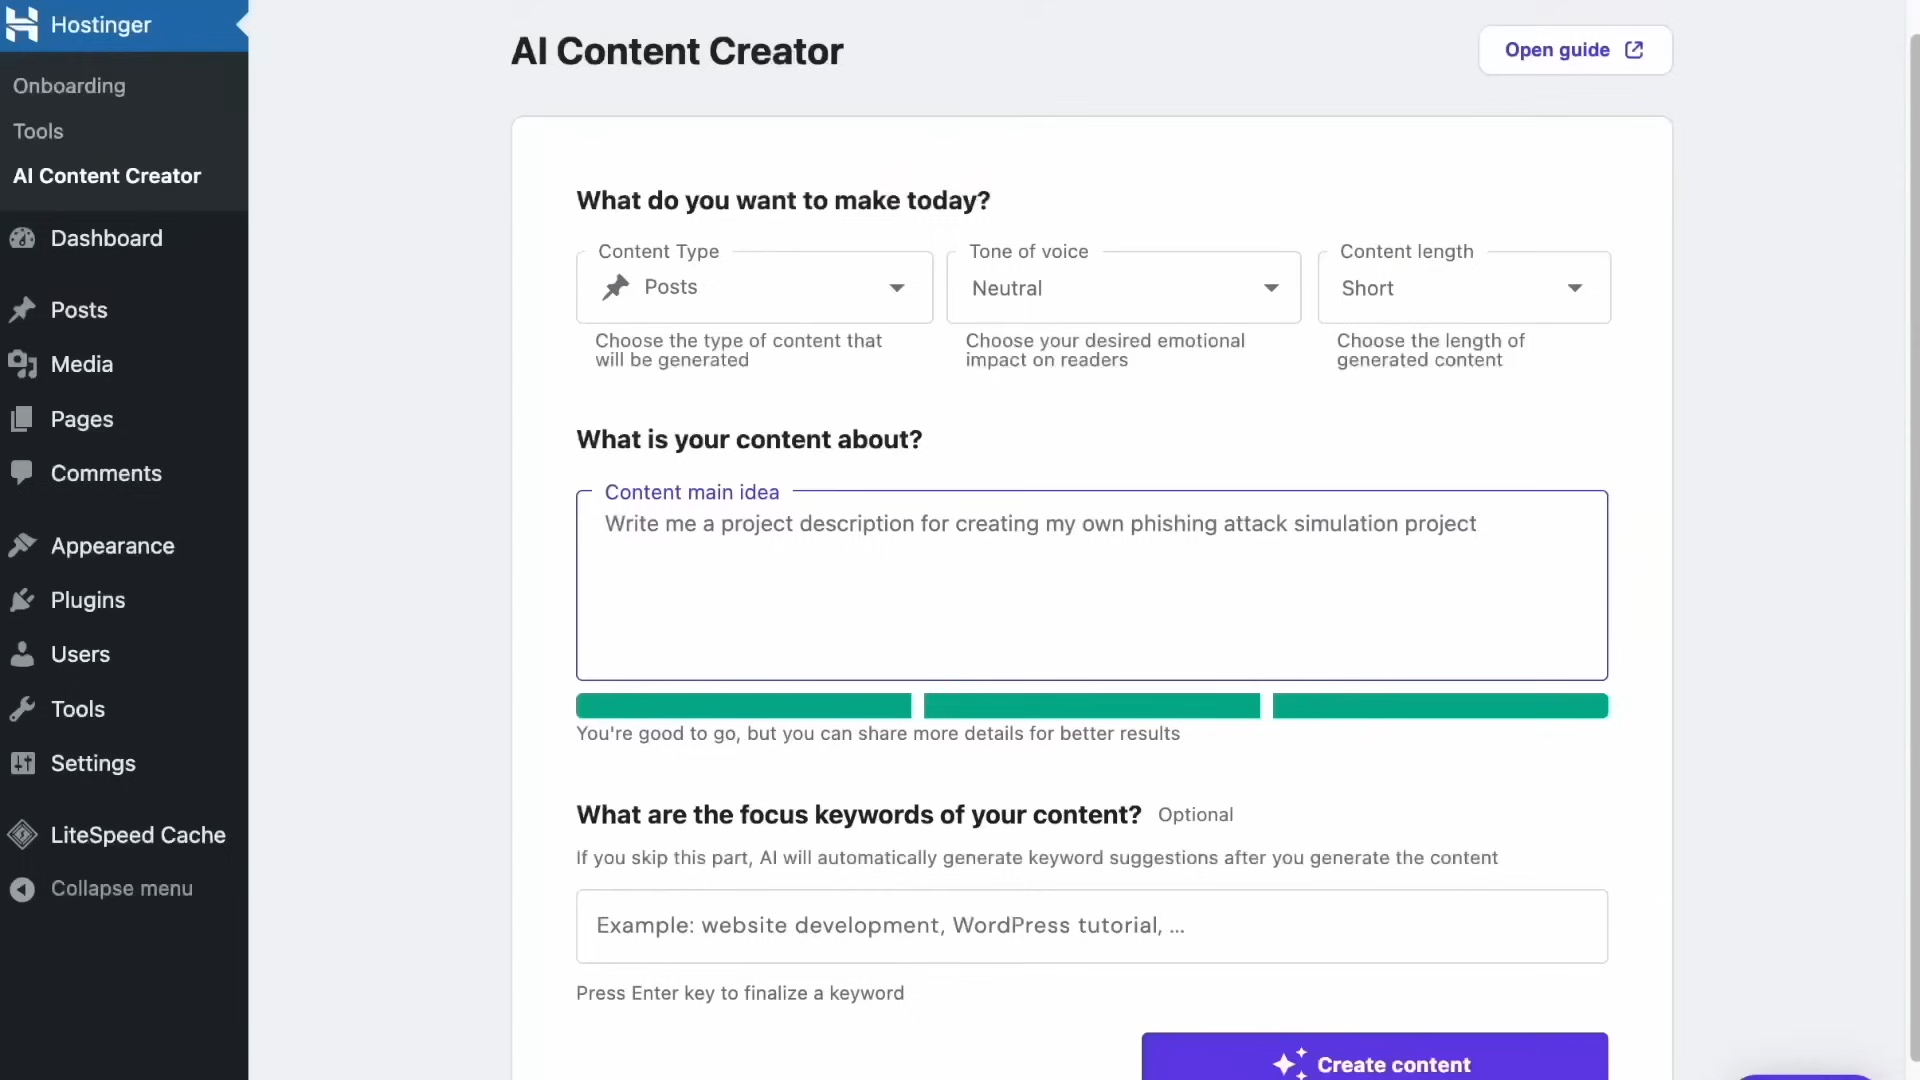 Hostinger
Onboarding
Tools
AI Content Creator
Dashboard
Posts
Media
Pages
Comments
Appearance
Plugins
Users
Tools
Settings
LiteSpeed Cache
Collapse menu
AI Content Creator
Open guide
What do you want to make today?
Content Type
Posts
Choose the type of content that
will be generated
Tone of voice
Neutral
Choose your desired emotional
impact on readers
Content length
Short
Choose the length of
generated content
What is your content about?
Content main idea
Write me a project description for creating my own phishing attack simulation project
You're good to go, but you can share more details for better results
What are the focus keywords of your content? Optional
If you skip this part, AI will automatically generate keyword suggestions after you generate the content
Example: website development, WordPress tutorial, ...
Press Enter key to finalize a keyword
Create content